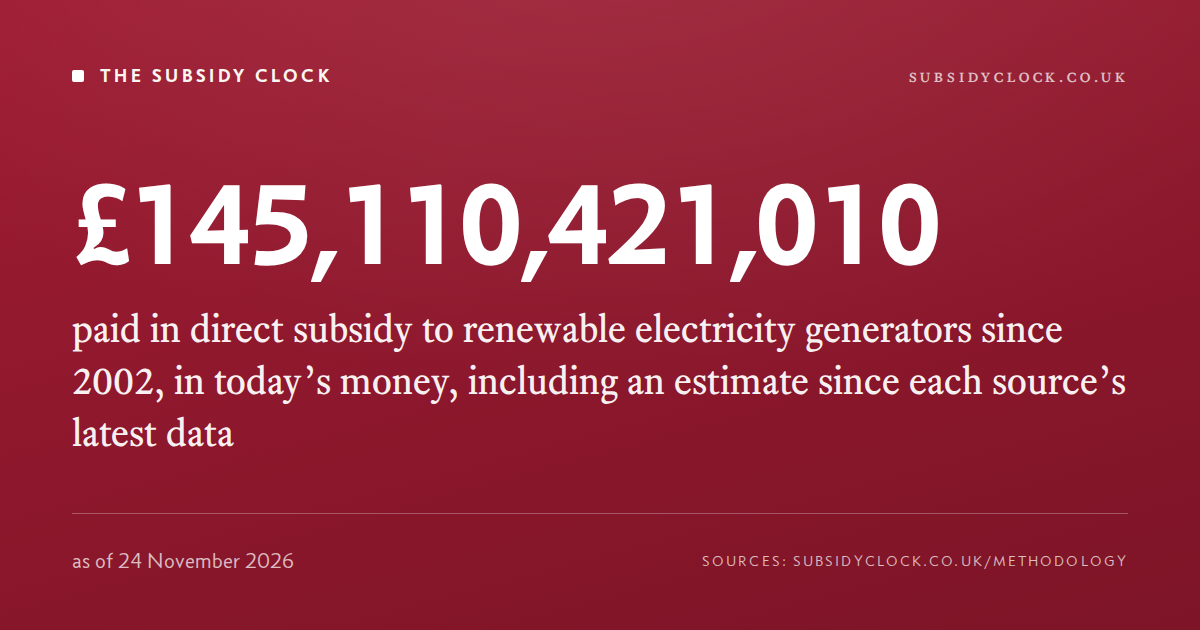 THE SUBSIDY CLOCK
SUBSIDYCLOCK.CO.UK
£145,110,421,010
paid in direct subsidy to renewable electricity generators since
2002, in today’s money, including an estimate since each source’s
latest data
as of 24 November 2026
SOURCES: SUBSIDYCLOCK.CO.UK/METHODOLOGY